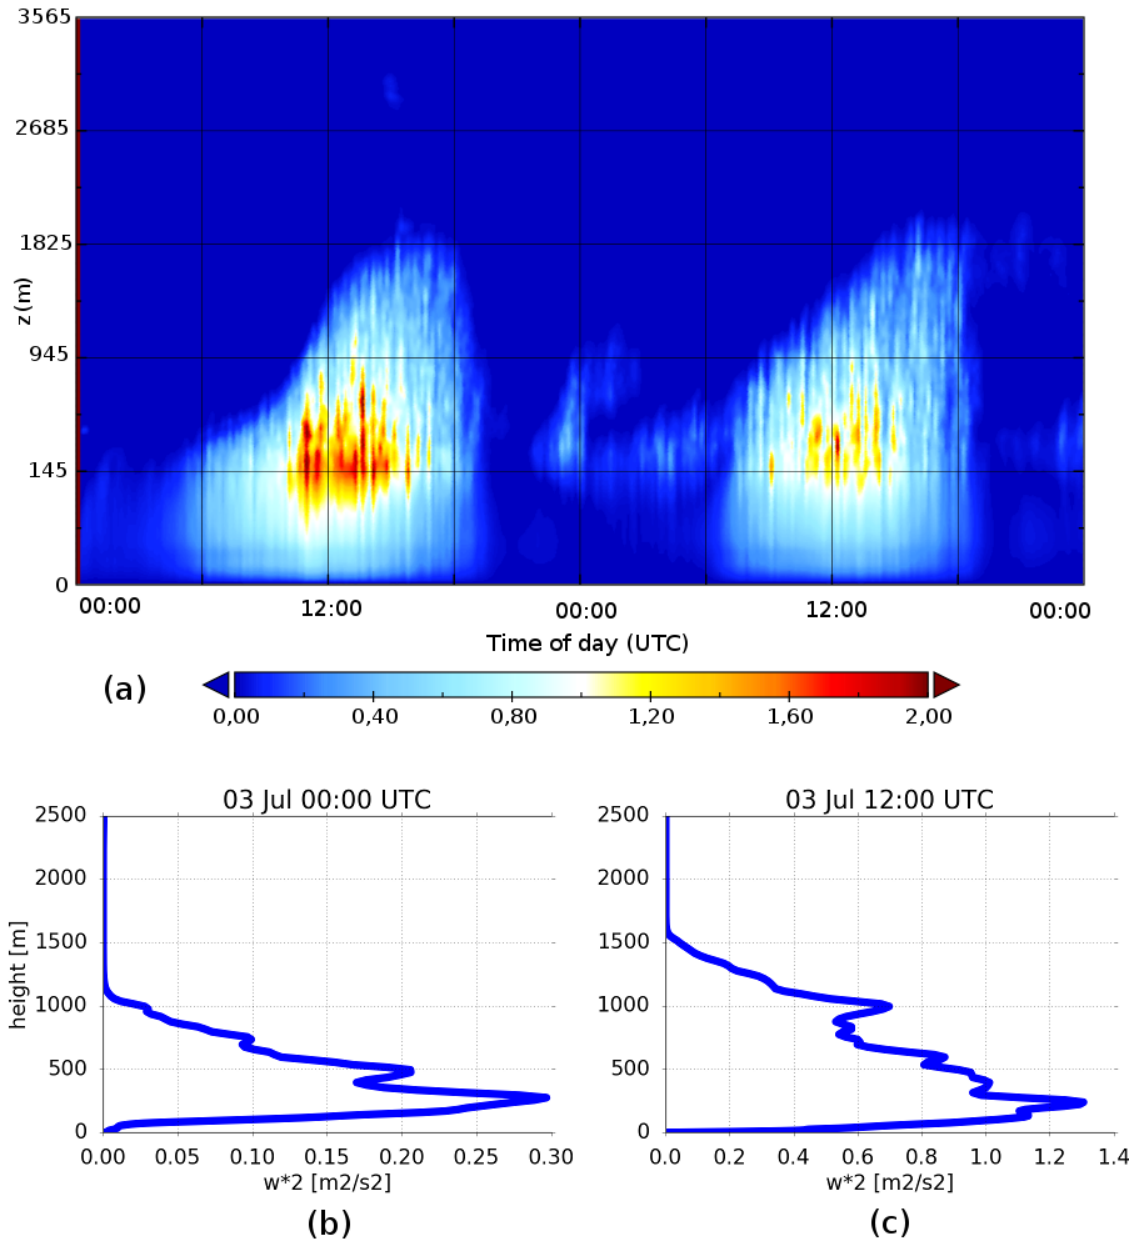 3565
2685
1825
945
145
0
z(m)
00:00 12:00 00:00 12:00 00:00
Time of day (UTC)
(a)
0,00 0,40 0,80 1,20 1,60 2,00
03 Jul 00:00 UTC
2500
2000
1500
1000
500
0
height [m]
0.00 0.05 0.10 0.15 0.20 0.25 0.30
w*2 [m2/s2]
(b)
03 Jul 12:00 UTC
2500
2000
1500
1000
500
0
0.0 0.2 0.4 0.6 0.8 1.0 1.2 1.4
w*2 [m2/s2]
(c)